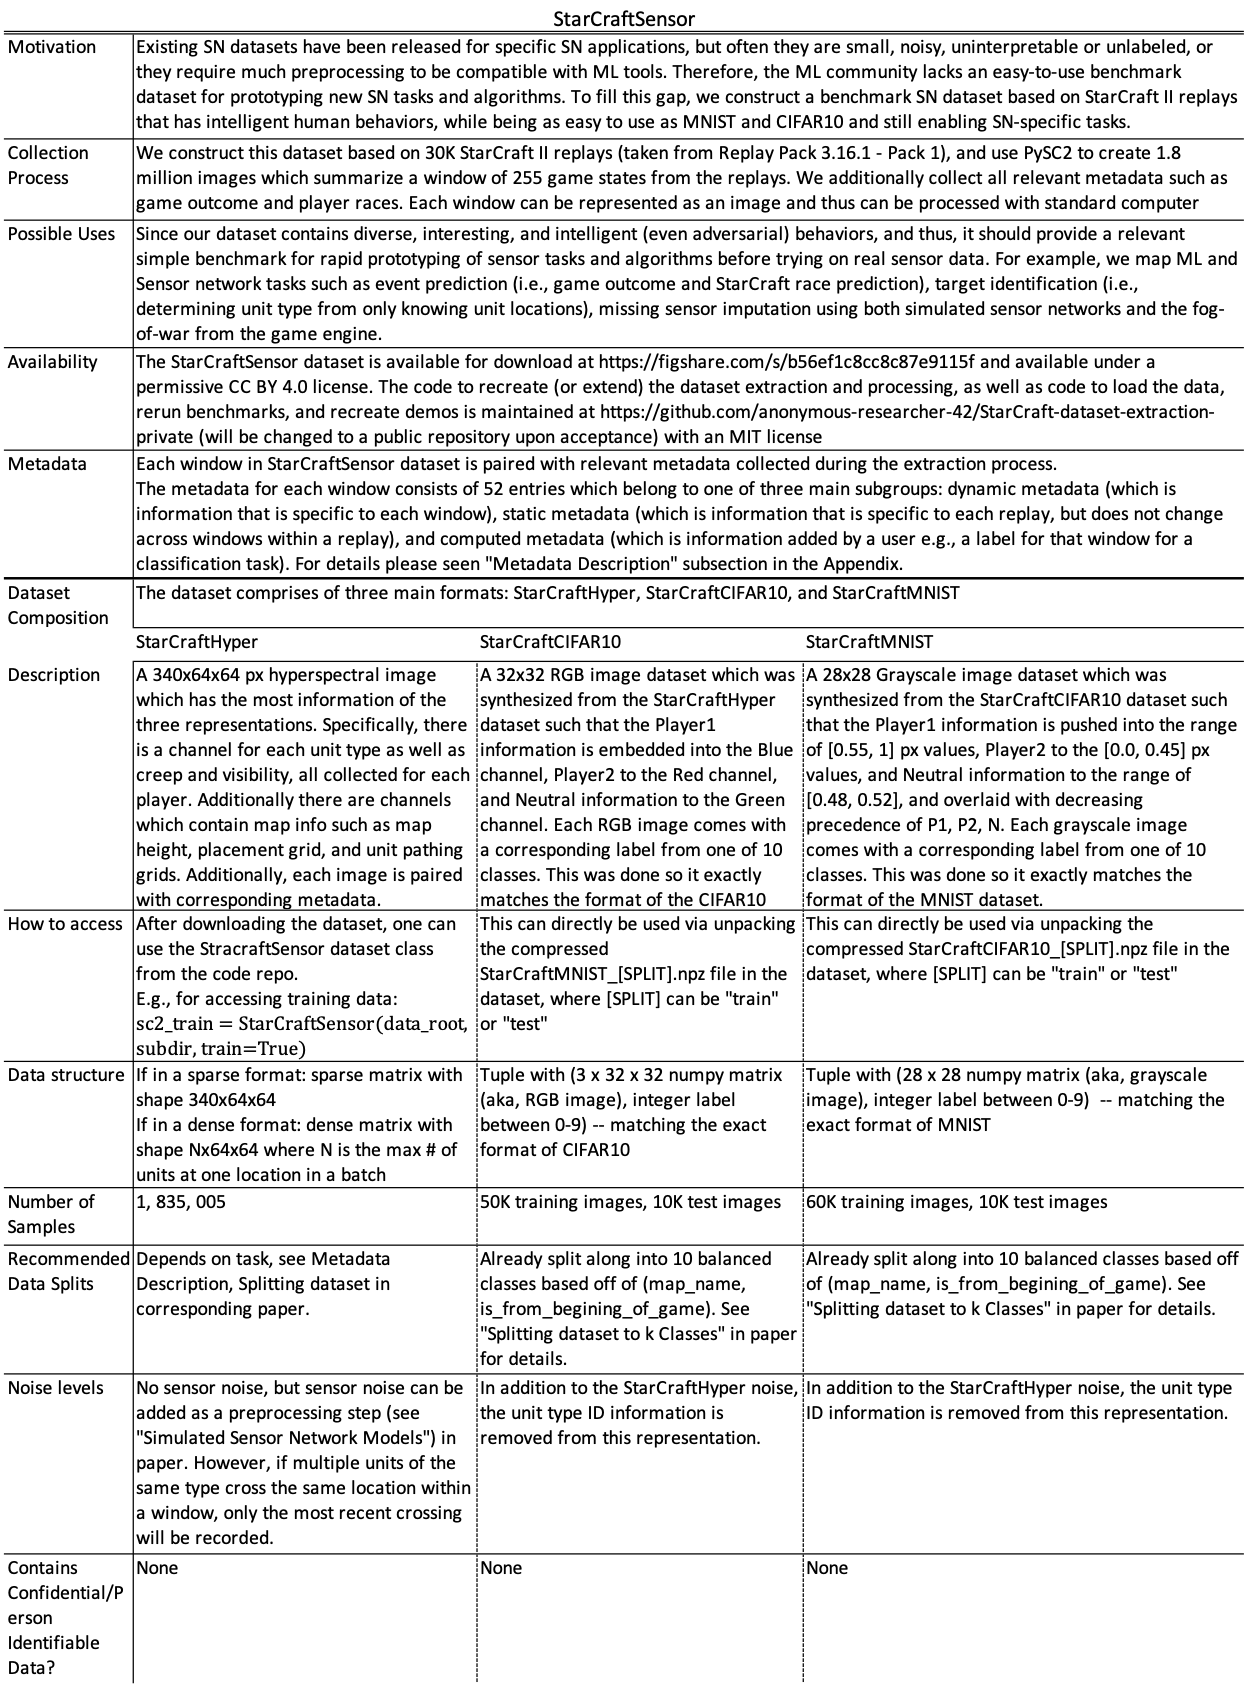 StarCraftSensor
Motivation
Existing SN datasets have been released for specific SN applications, but often they are small, noisy, uninterpretable or unlabeled, or
they require much preprocessing to be compatible with ML tools. Therefore, the ML community lacks an easy-to-use benchmark
dataset for prototyping new SN tasks and algorithms. To fill this gap, we construct a benchmark SN dataset based on StarCraft II replays
that has intelligent human behaviors, while being as easy to use as MNIST and CIFAR10 and still enabling SN-specific tasks.
Collection
Process
We construct this dataset based on 30K StarCraft II replays (taken from Replay Pack 3.16.1 - Pack 1), and use PySC2 to create 1.8
million images which summarize a window of 255 game states from the replays. We additionally collect all relevant metadata such as
game outcome and player races. Each window can be represented as an image and thus can be processed with standard computer
Possible Uses
Since our dataset contains diverse, interesting, and intelligent (even adversarial) behaviors, and thus, it should provide a relevant
simple benchmark for rapid prototyping of sensor tasks and algorithms before trying on real sensor data. For example, we map ML and
Sensor network tasks such as event prediction (i.e., game outcome and StarCraft race prediction), target identification (i.e.,
determining unit type from only knowing unit locations), missing sensor imputation using both simulated sensor networks and the fog-
of-war from the game engine.
Availability
The StarCraftSensor dataset is available for download at https://figshare.com/s/b56ef1c8cc8c87e9115f and available under a
permissive CC BY 4.0 license. The code to recreate (or extend) the dataset extraction and processing, as well as code to load the data,
rerun benchmarks, and recreate demos is maintained at https://github.com/anonymous-researcher-42/StarCraft-dataset-extraction-
private (will be changed to a public repository upon acceptance) with an MIT license
Metadata
Each window in StarCraftSensor dataset is paired with relevant metadata collected during the extraction process.
The metadata for each window consists of 52 entries which belong to one of three main subgroups: dynamic metadata (which is
information that is specific to each window), static metadata (which is information that is specific to each replay, but does not change
across windows within a replay), and computed metadata (which is information added by a user e.g., a label for that window for a
classification task). For details please seen "Metadata Description" subsection in the Appendix.
Dataset
Composition
The dataset comprises of three main formats: StarCraftHyper, StarCraftCIFAR10, and StarCraftMNIST
StarCraftHyper
StarCraftCIFAR10
StarCraftMNIST
Description
A 340x64x64 px hyperspectral image
which has the most information of the
three representations. Specifically, there
is a channel for each unit type as well as
creep and visibility, all collected for each
player. Additionally there are channels
which contain map info such as map
height, placement grid, and unit pathing
grids. Additionally, each image is paired
with corresponding metadata.
A 32x32 RGB image dataset which was
synthesized from the StarCraftHyper
dataset such that the Player1
information is embedded into the Blue
channel, Player2 to the Red channel,
and Neutral information to the Green
channel. Each RGB image comes with
a corresponding label from one of 10
classes. This was done so it exactly
matches the format of the CIFAR10
A 28x28 Grayscale image dataset which was
synthesized from the StarCraftCIFAR10 dataset such
that the Player1 information is pushed into the range
of [0.55, 1] px values, Player2 to the [0.0, 0.45] px
values, and Neutral information to the range of
[0.48, 0.52], and overlaid with decreasing
precedence of P1, P2, N. Each grayscale image
comes with a corresponding label from one of 10
classes. This was done so it exactly matches the
format of the MNIST dataset.
How to access
After downloading the dataset, one can
use the StracraftSensor dataset class
from the code repo.
E.g., for accessing training data:
sc2_train = StarCraftSensor(data_root,
subdir, train=True)
This can directly be used via unpacking
the compressed
StarCraftMNIST_[SPLIT].npz file in the
dataset, where [SPLIT] can be "train"
or "test"
This can directly be used via unpacking the
compressed StarCraftCIFAR10_[SPLIT].npz file in the
dataset, where [SPLIT] can be "train" or "test"
Data structure
If in a sparse format: sparse matrix with
shape 340x64x64
If in a dense format: dense matrix with
shape Nx64x64 where N is the max # of
units at one location in a batch
Tuple with (3 x 32 x 32 numpy matrix
(aka, RGB image), integer label
between 0-9) -- matching the exact
format of CIFAR10
Tuple with (28 x 28 numpy matrix (aka, grayscale
image), integer label between 0-9)  -- matching the
exact format of MNIST
Number of
Samples
1, 835, 005
50K training images, 10K test images
60K training images, 10K test images
Recommended
Data Splits
Depends on task, see Metadata
Description, Splitting dataset in
corresponding paper.
Already split along into 10 balanced
classes based off of (map_name,
is_from_begining_of_game). See
"Splitting dataset to k Classes" in paper
for details.
Already split along into 10 balanced classes based off
of (map_name, is_from_begining_of_game). See
"Splitting dataset to k Classes" in paper for details.
Noise levels
No sensor noise, but sensor noise can be
added as a preprocessing step (see
"Simulated Sensor Network Models") in
paper. However, if multiple units of the
same type cross the same location within
a window, only the most recent crossing
will be recorded.
In addition to the StarCraftHyper noise,
the unit type ID information is
removed from this representation.
In addition to the StarCraftHyper noise, the unit type
ID information is removed from this representation.
Contains
Confidential/P
erson
Identifiable
Data?
None
None
None